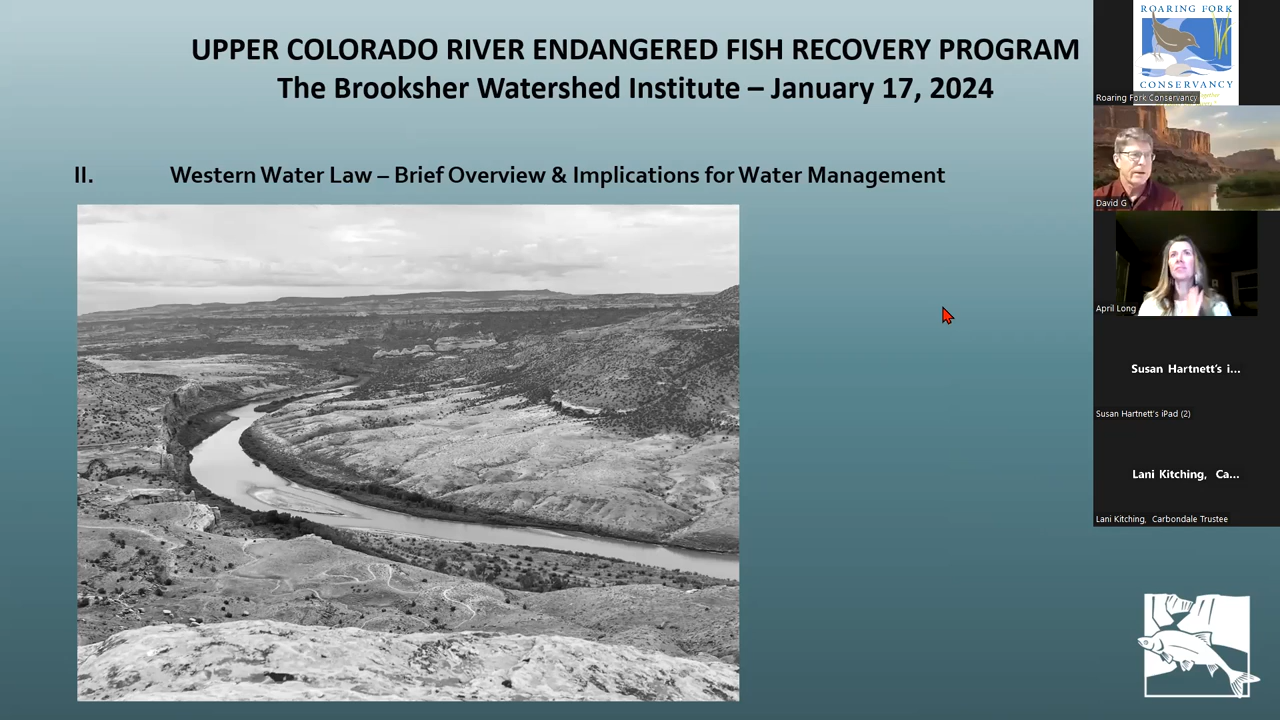 UPPER COLORADO RIVER ENDANGERED FISH RECOVERY PROGRAM
The Brooksher Watershed Institute – January 17, 2024
II. Western Water Law – Brief Overview & Implications for Water Management
ROARING FORK
CONSERVANCY
Roaring Fork Conservancy
David G
April Long
Susan Hartnett's i...
Susan Hartnett's iPad (2)
Lani Kitching, Ca...
Lani Kitching, Carbondale Trustee